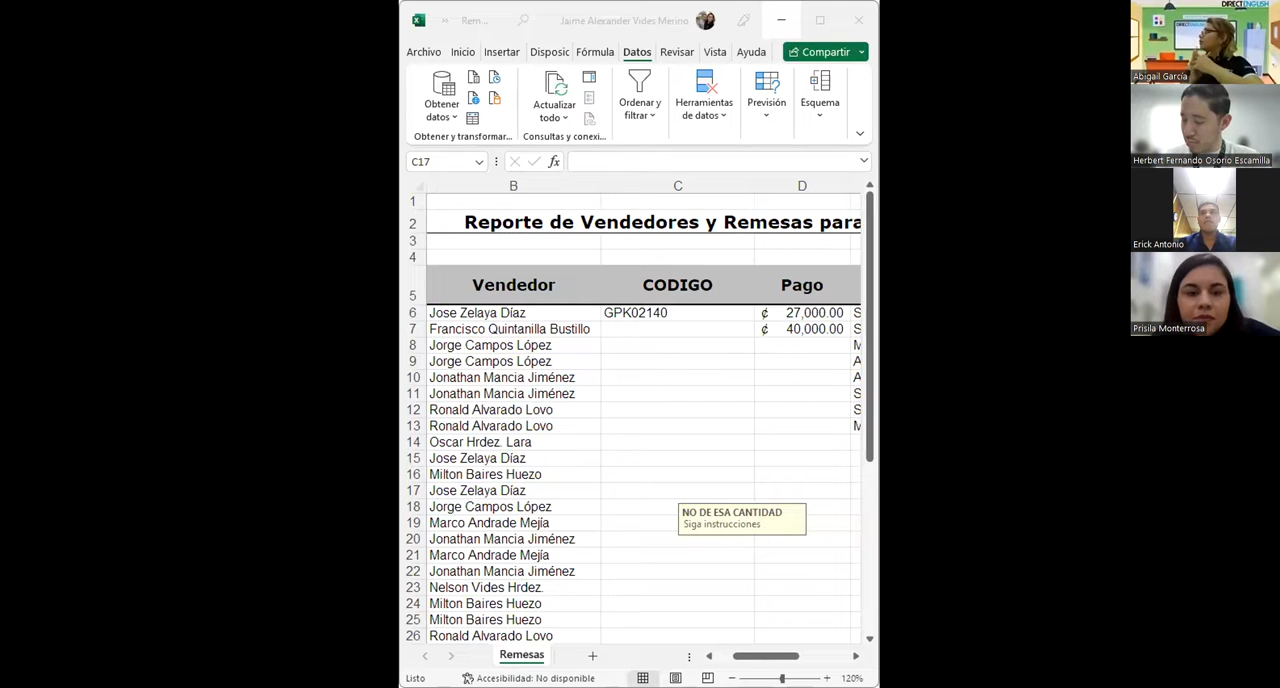 Rem...
Jaime Alexander Vides Merino
Archivo Inicio Insertar Disposic Fórmula Datos Revisar Vista Ayuda Compartir
Obtener datos
Actualizar todo
Ordenar y filtrar
Herramientas de datos
Previsión
Esquema
Obtener y transformar...
Consultas y conexi...
C17 fx
B C D
1
2 Reporte de Vendedores y Remesas para
3
4
5 Vendedor CODIGO Pago
6 Jose Zelaya Díaz GPK02140 ₡ 27,000.00 S
7 Francisco Quintanilla Bustillo ₡ 40,000.00 S
8 Jorge Campos López M
9 Jorge Campos López A
10 Jonathan Mancia Jiménez A
11 Jonathan Mancia Jiménez S
12 Ronald Alvarado Lovo S
13 Ronald Alvarado Lovo M
14 Oscar Hrdez. Lara
15 Jose Zelaya Díaz
16 Milton Baires Huezo
17 Jose Zelaya Díaz
18 Jorge Campos López
19 Marco Andrade Mejía
20 Jonathan Mancia Jiménez
21 Marco Andrade Mejía
22 Jonathan Mancia Jiménez
23 Nelson Vides Hrdez.
24 Milton Baires Huezo
25 Milton Baires Huezo
26 Ronald Alvarado Lovo
NO DE ESA CANTIDAD
Siga instrucciones
Remesas
Listo Accesibilidad: No disponible 120%
DIRECTENGLISH
Abigail García
Herbert Fernando Osorio Escamilla
Erick Antonio
Prisila Monterrosa